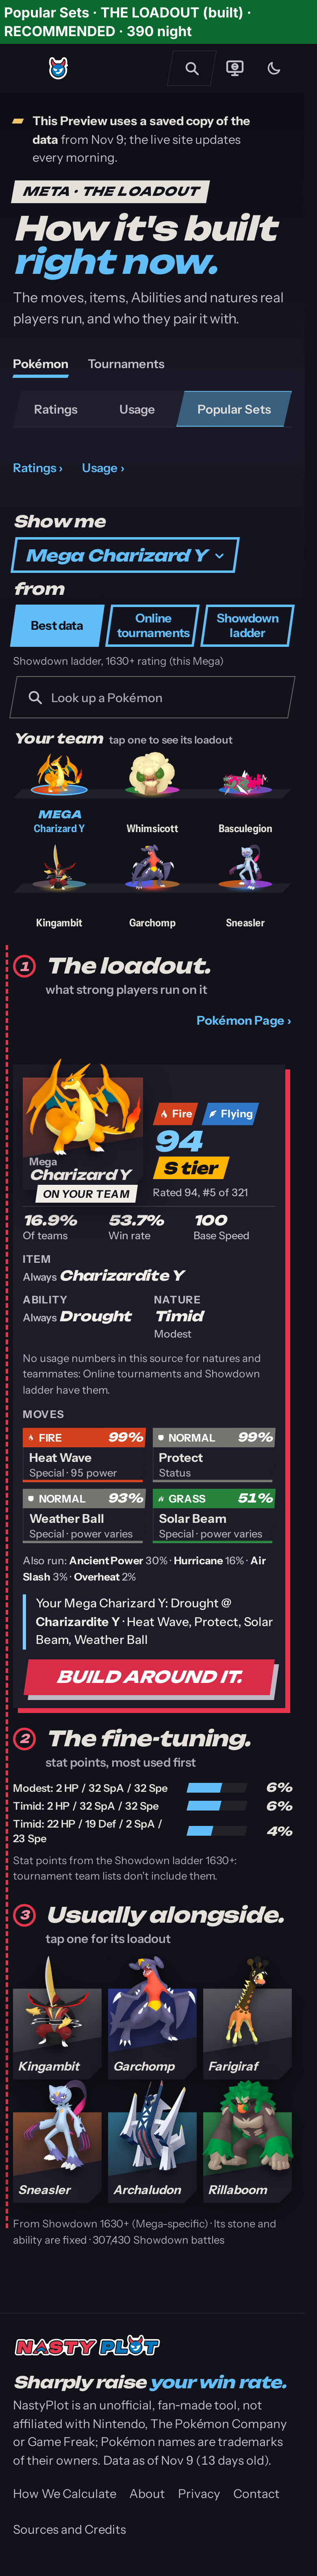 Popular Sets · THE LOADOUT (built) ·
RECOMMENDED · 390 night
This Preview uses a saved copy of the
data from Nov 9; the live site updates
every morning.
META · THE LOADOUT
How it's built
right now.
The moves, items, Abilities and natures real
players run, and who they pair it with.
Pokémon Tournaments
Ratings Usage Popular Sets
Ratings › Usage ›
Show me
Mega Charizard Y
from
Best data
Online
tournaments
Showdown
ladder
Showdown ladder, 1630+ rating (this Mega)
Look up a Pokémon
Your team tap one to see its loadout
MEGA
Charizard Y Whimsicott Basculegion
Kingambit Garchomp Sneasler
1 The loadout.
what strong players run on it
Pokémon Page ›
Mega
Charizard Y
ON YOUR TEAM
Fire Flying
94
S tier
Rated 94, #5 of 321
16.9% 53.7% 100
Of teams Win rate Base Speed
ITEM
Always Charizardite Y
ABILITY NATURE
Always Drought Timid
Modest
No usage numbers in this source for natures and
teammates: Online tournaments and Showdown
ladder have them.
MOVES
FIRE 99% NORMAL 99%
Heat Wave Protect
Special · 95 power Status
NORMAL 93% GRASS 51%
Weather Ball Solar Beam
Special · power varies Special · power varies
Also run: Ancient Power 30% · Hurricane 16% · Air
Slash 3% · Overheat 2%
Your Mega Charizard Y: Drought @
Charizardite Y · Heat Wave, Protect, Solar
Beam, Weather Ball
BUILD AROUND IT.
2 The fine-tuning.
stat points, most used first
Modest: 2 HP / 32 SpA / 32 Spe 6%
Timid: 2 HP / 32 SpA / 32 Spe 6%
Timid: 22 HP / 19 Def / 2 SpA /
23 Spe 4%
Stat points from the Showdown ladder 1630+:
tournament team lists don't include them.
3 Usually alongside.
tap one for its loadout
Kingambit Garchomp Farigiraf
Sneasler Archaludon Rillaboom
From Showdown 1630+ (Mega-specific) · Its stone and
ability are fixed · 307,430 Showdown battles
NASTY PLOT
Sharply raise your win rate.
NastyPlot is an unofficial, fan-made tool, not
affiliated with Nintendo, The Pokémon Company
or Game Freak; Pokémon names are trademarks
of their owners. Data as of Nov 9 (13 days old).
How We Calculate About Privacy Contact
Sources and Credits